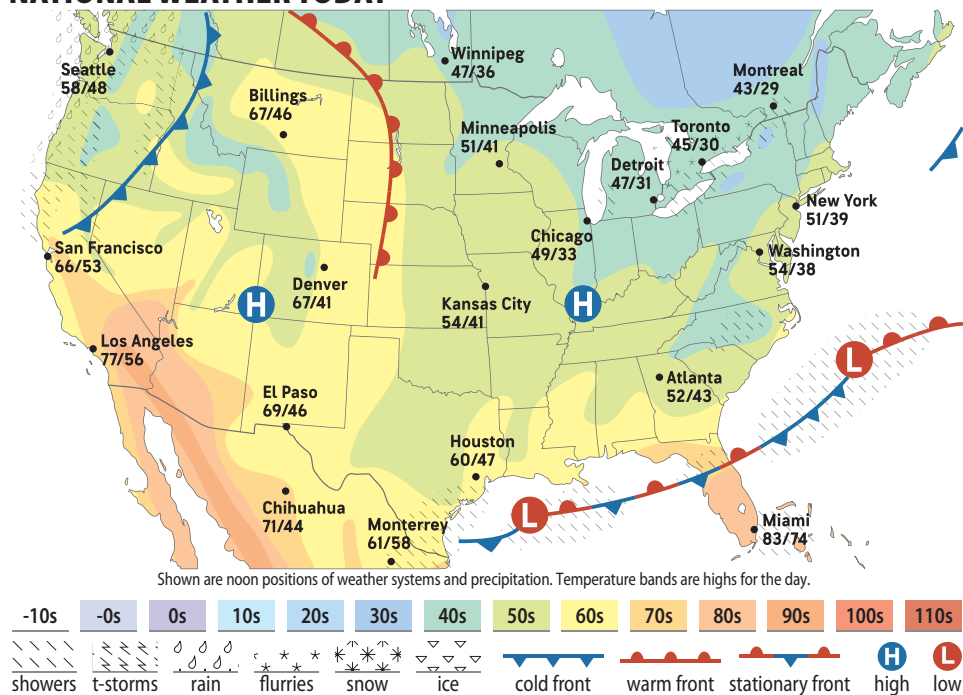 NATIONAL WEATHER TODAY
Winnipeg
47/36
Seattle
58/48
Montreal
43/29
Billings
67/46
Minneapolis
51/41
Toronto
45/30
Detroit
47/31
New York
51/39
Chicago
49/33
San Francisco
66/53
Washington
54/38
Denver
67/41
H
H
Kansas City
54/41
Los Angeles
77/56
L
Atlanta
52/43
El Paso
69/46
Houston
60/47
Chihuahua
71/44
L
Monterrey
61/58
Miami
83/74
Shown are noon positions of weather systems and precipitation. Temperature bands are highs for the day.
-10s -0s 0s 10s 20s 30s 40s 50s 60s 70s 80s 90s 100s 110s
H L
showers t-storms rain flurries snow ice cold front warm front stationary front high low